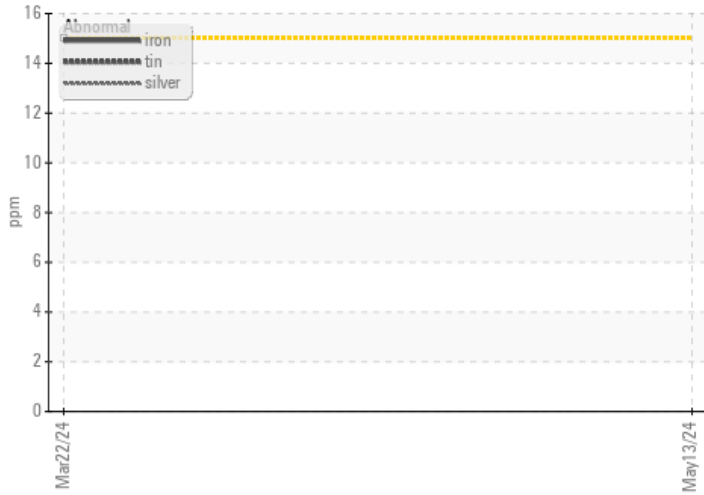 16
Abnormal
iron
tin
silver
14
12
10
8
6
4
2
0
ppm
Mar22/24
May13/24